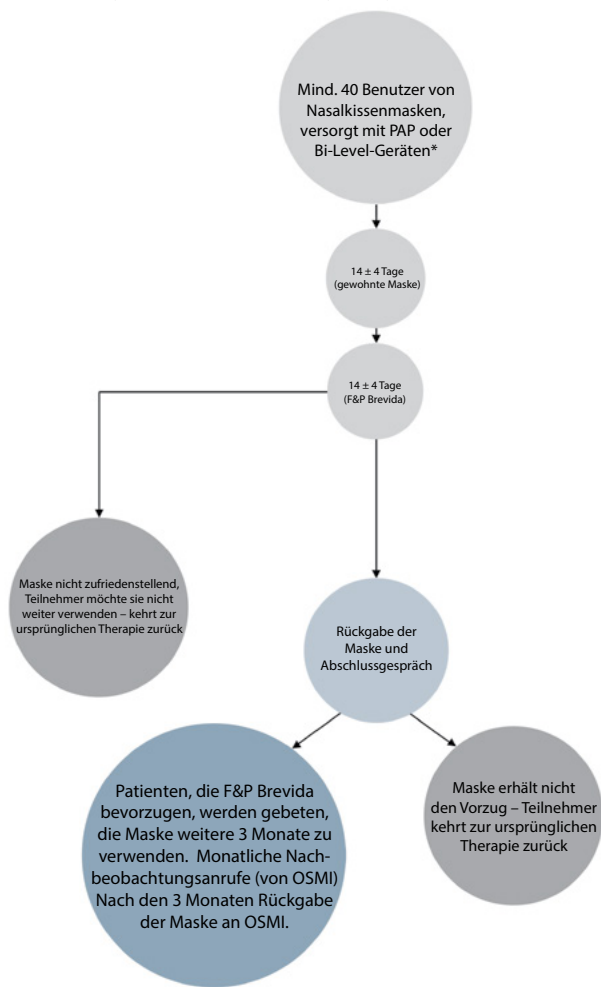 Mind. 40 Benutzer von
Nasalkissenmasken,
versorgt mit PAP oder
Bi-Level-Geräten*
14 ± 4 Tage
(gewohnte Maske)
14 ± 4 Tage
(F&P Brevida)
Maske nicht zufriedenstellend,
Teilnehmer möchte sie nicht
weiter verwenden – kehrt zur
ursprünglichen Therapie zurück
Rückgabe der
Maske und
Abschlussgespräch
Patienten, die F&P Brevida
bevorzugen, werden gebeten,
die Maske weitere 3 Monate zu
verwenden. Monatliche Nach-
beobachtungsanrufe (von OSMI)
Nach den 3 Monaten Rückgabe
der Maske an OSMI.
Maske erhält nicht
den Vorzug – Teilnehmer
kehrt zur ursprünglichen
Therapie zurück